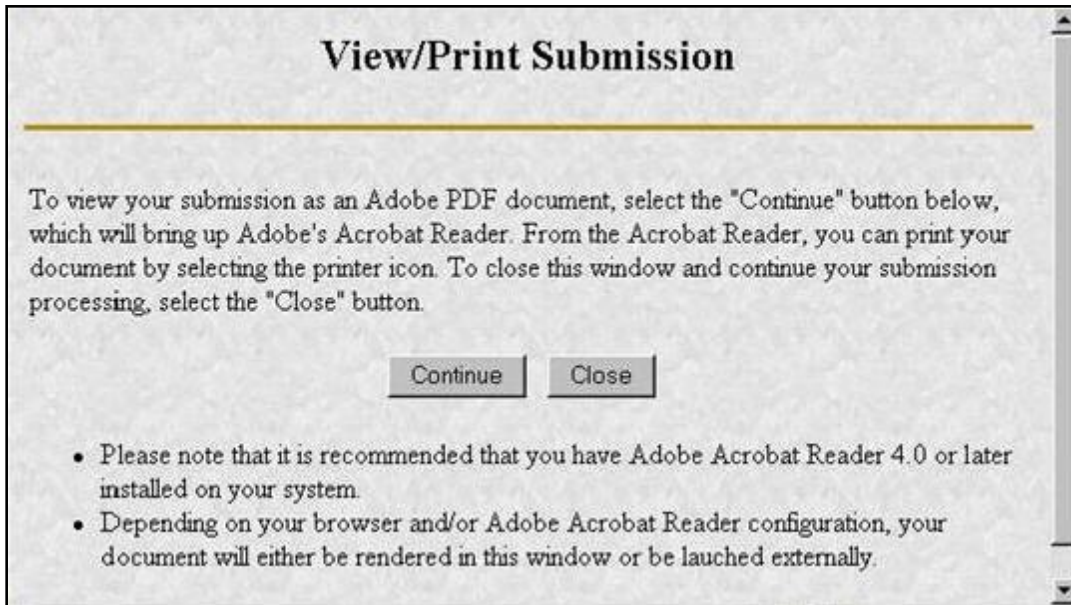 View/Print Submission
To view your submission as an Adobe PDF document, select the "Continue" button below,
which will bring up Adobe's Acrobat Reader. From the Acrobat Reader, you can print your
document by selecting the printer icon. To close this window and continue your submission
processing, select the "Close" button.
Continue Close
• Please note that it is recommended that you have Adobe Acrobat Reader 4.0 or later
installed on your system.
• Depending on your browser and/or Adobe Acrobat Reader configuration, your
document will either be rendered in this window or be lauched externally.